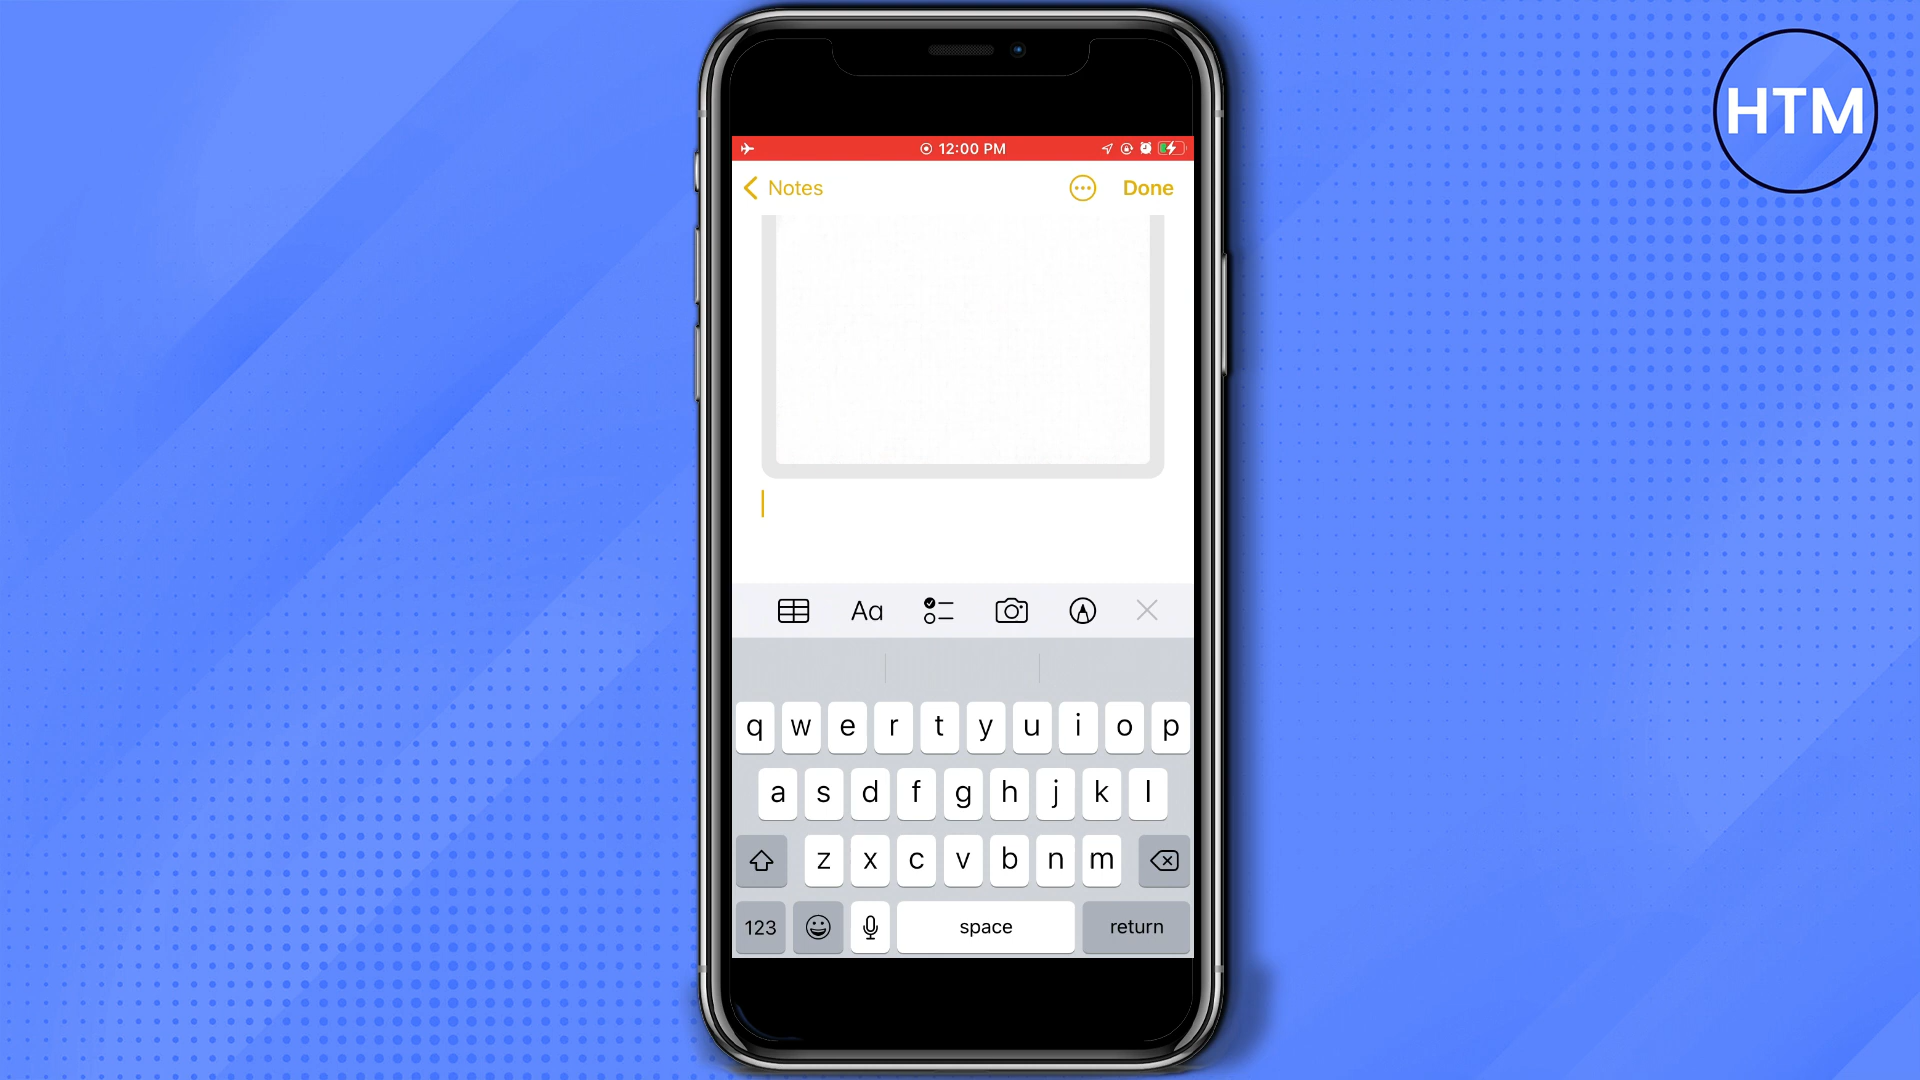 HTM
12:00 PM
Notes
Done
Aa
q w e r t y u i o p
a s d f g h j k l
z x c v b n m
123
space
return